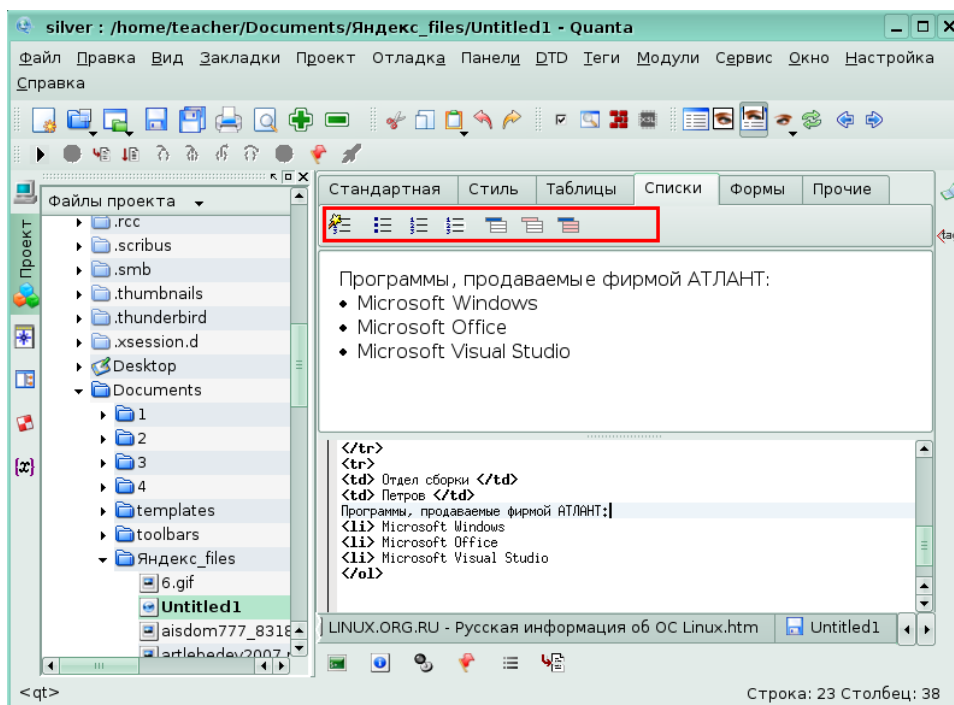 silver : /home/teacher/Documents/Яндекс_files/Untitled1 - Quanta
Файл Правка Вид Закладки Проект Отладка Панели DTD Теги Модули Сервис Окно Настройка
Справка
Файлы проекта
Проект
.rcc
.scribus
.smb
.thumbnails
.thunderbird
.xsession.d
Desktop
Documents
1
2
3
4
templates
toolbars
Яндекс_files
6.gif
Untitled1
aisdom777_8318
artlebedev2007
Стандартная Стиль Таблицы Списки Формы Прочие
Программы, продаваемые фирмой АТЛАНТ:
• Microsoft Windows
• Microsoft Office
• Microsoft Visual Studio
</tr>
<tr>
<td> Отдел сборки </td>
<td> Петров </td>
Программы, продаваемые фирмой АТЛАНТ:
<li> Microsoft Windows
<li> Microsoft Office
<li> Microsoft Visual Studio
</ol>
LINUX.ORG.RU - Русская информация об ОС Linux.htm Untitled1
<qt>
Строка: 23 Столбец: 38